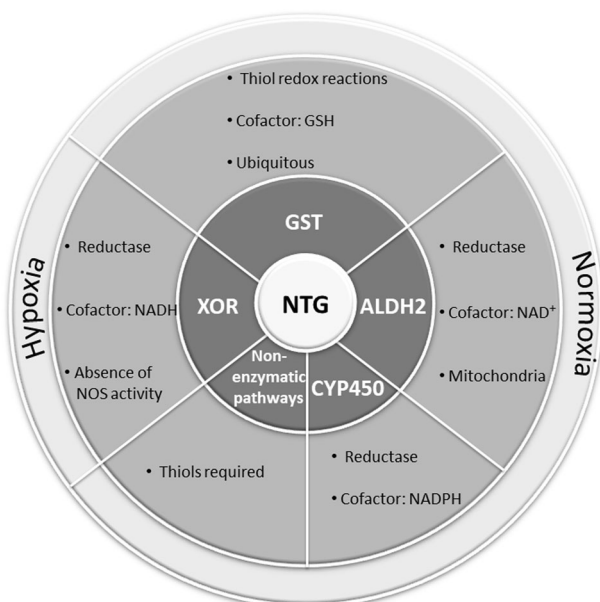 • Thiol redox reactions
• Cofactor: GSH
• Ubiquitous
GST
Hypoxia
• Reductase
• Cofactor: NADH
• Absence of
NOS activity
XOR
NTG
ALDH2
• Reductase
• Cofactor: NAD⁺
• Mitochondria
Normoxia
Non-
enzymatic
pathways
CYP450
• Thiols required
• Reductase
• Cofactor: NADPH